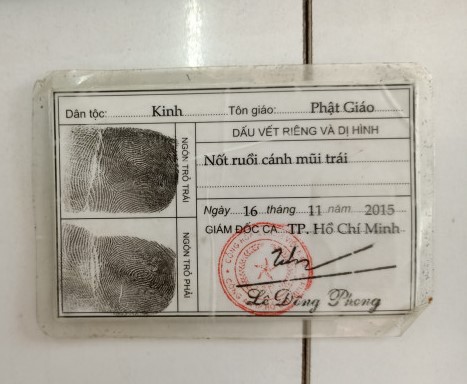 Dân tộc: Kinh Tôn giáo: Phật Giáo
NGÓN TRỎ TRÁI
NGÓN TRỎ PHẢI
DẤU VẾT RIÊNG VÀ DỊ HÌNH
Nốt ruồi cánh mũi trái
Ngày 16 tháng 11 năm 2015
GIÁM ĐỐC CA TP. Hồ Chí Minh
Lê Đông Phong